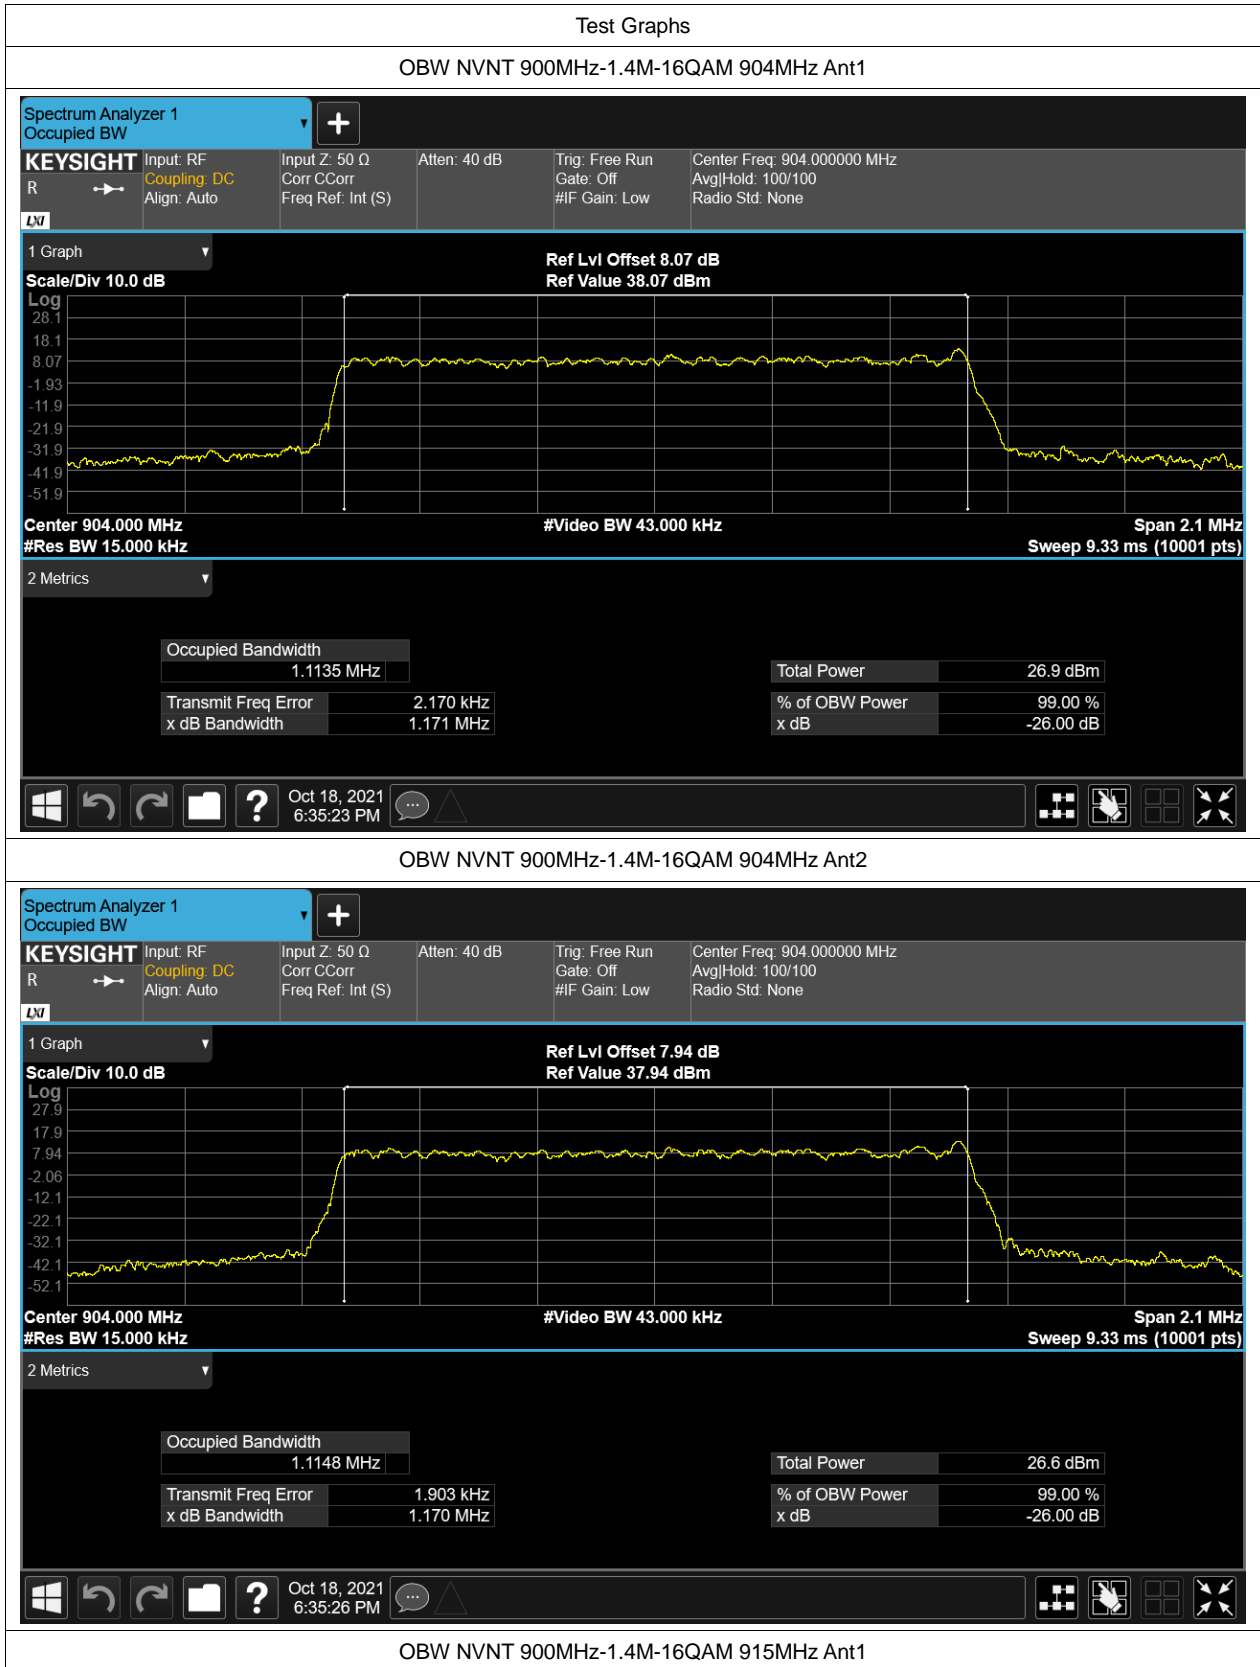 Test Graphs
OBW NVNT 900MHz-1.4M-16QAM 904MHz Ant1
Spectrum Analyzer 1
Occupied BW
KEYSIGHT Input: RF Input Z: 50 Ω Atten: 40 dB Trig: Free Run Center Freq: 904.000000 MHz
R Coupling: DC Corr CCorr Gate: Off Avg|Hold: 100/100
Align: Auto Freq Ref: Int (S) #IF Gain: Low Radio Std: None
LXI
1 Graph
Ref Lvl Offset 8.07 dB
Scale/Div 10.0 dB Ref Value 38.07 dBm
Log
28.1
18.1
8.07
-1.93
-11.9
-21.9
-31.9
-41.9
-51.9
Center 904.000 MHz #Video BW 43.000 kHz Span 2.1 MHz
#Res BW 15.000 kHz Sweep 9.33 ms (10001 pts)
2 Metrics
Occupied Bandwidth
1.1135 MHz Total Power 26.9 dBm
Transmit Freq Error 2.170 kHz % of OBW Power 99.00 %
x dB Bandwidth 1.171 MHz x dB -26.00 dB
? Oct 18, 2021
6:35:23 PM
OBW NVNT 900MHz-1.4M-16QAM 904MHz Ant2
Spectrum Analyzer 1
Occupied BW
KEYSIGHT Input: RF Input Z: 50 Ω Atten: 40 dB Trig: Free Run Center Freq: 904.000000 MHz
R Coupling: DC Corr CCorr Gate: Off Avg|Hold: 100/100
Align: Auto Freq Ref: Int (S) #IF Gain: Low Radio Std: None
LXI
1 Graph
Ref Lvl Offset 7.94 dB
Scale/Div 10.0 dB Ref Value 37.94 dBm
Log
27.9
17.9
7.94
-2.06
-12.1
-22.1
-32.1
-42.1
-52.1
Center 904.000 MHz #Video BW 43.000 kHz Span 2.1 MHz
#Res BW 15.000 kHz Sweep 9.33 ms (10001 pts)
2 Metrics
Occupied Bandwidth
1.1148 MHz Total Power 26.6 dBm
Transmit Freq Error 1.903 kHz % of OBW Power 99.00 %
x dB Bandwidth 1.170 MHz x dB -26.00 dB
? Oct 18, 2021
6:35:26 PM
OBW NVNT 900MHz-1.4M-16QAM 915MHz Ant1